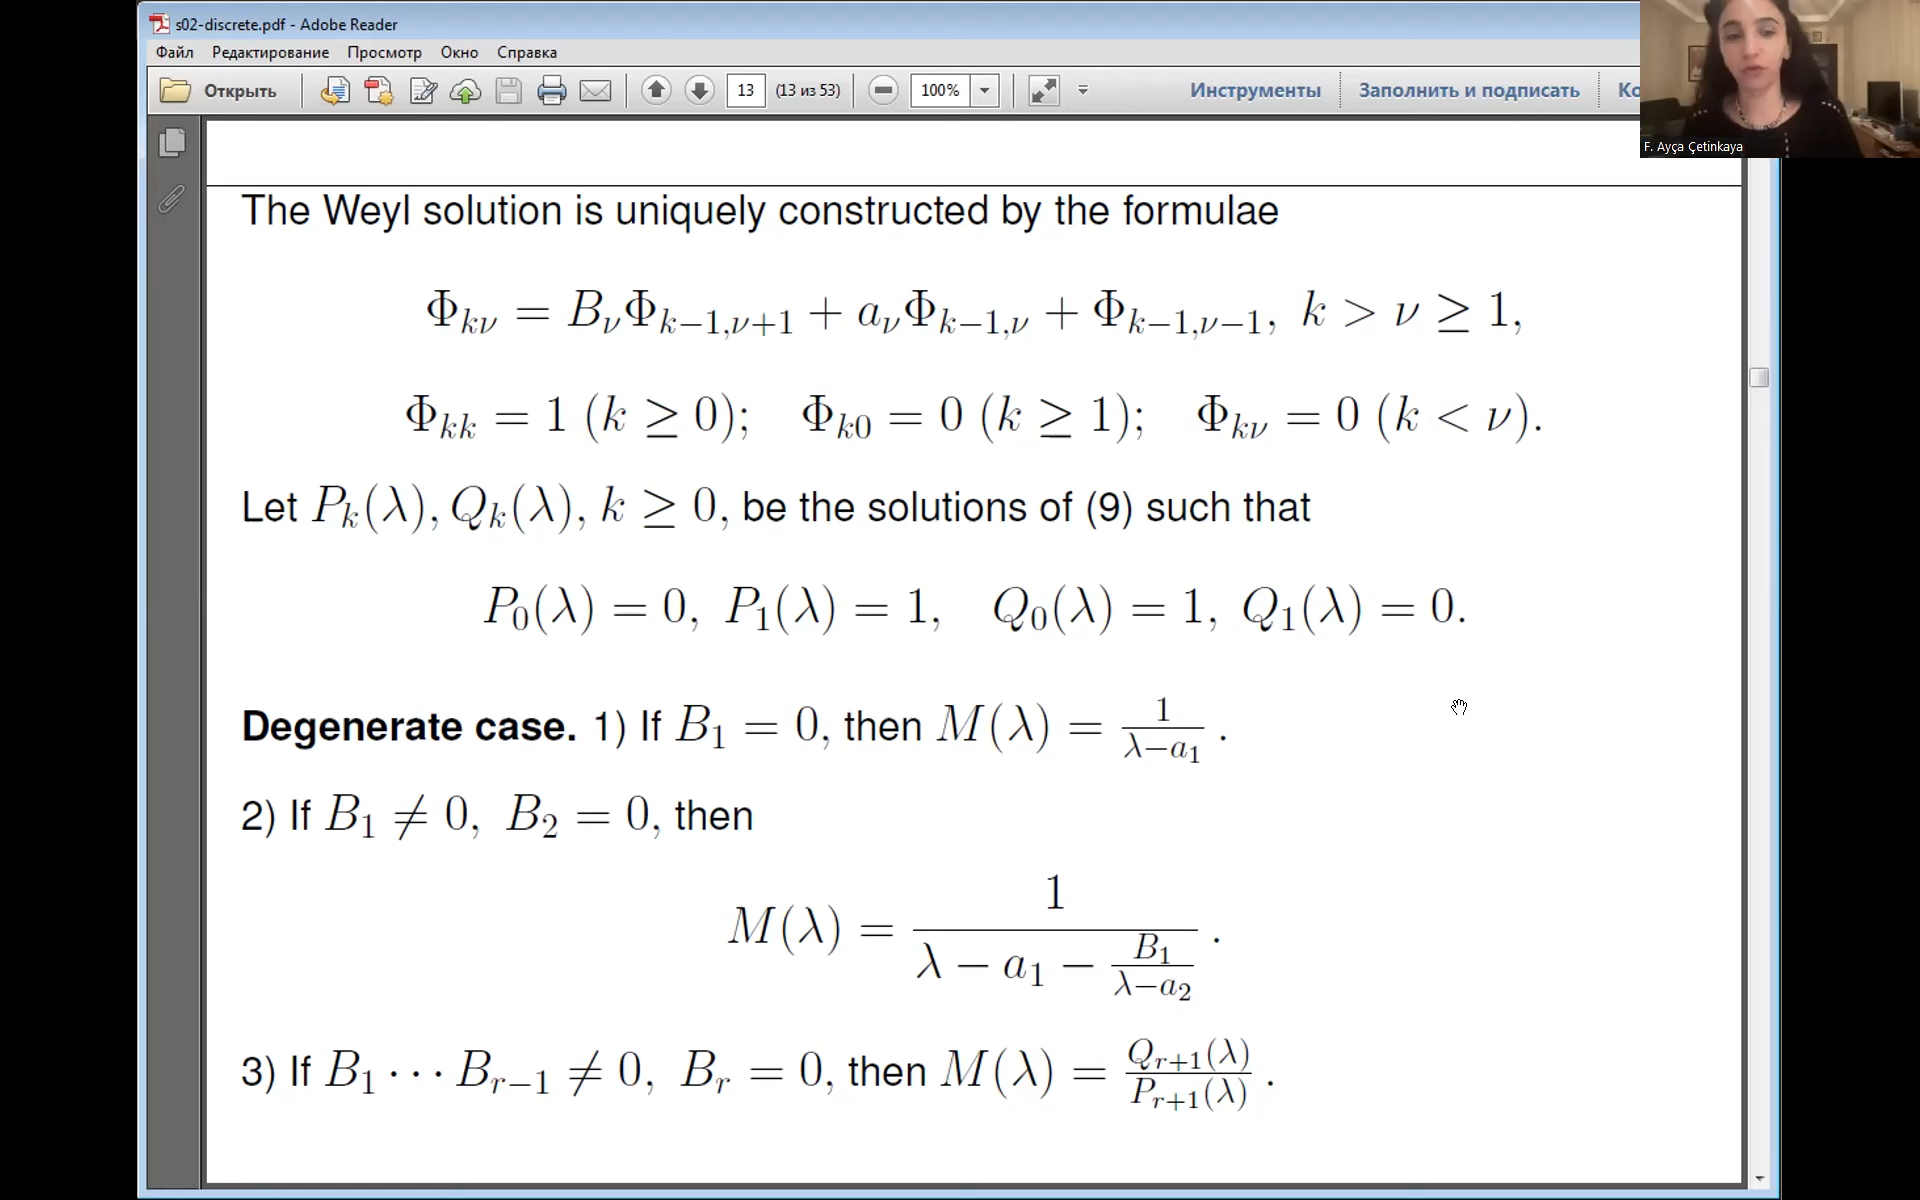 s02-discrete.pdf - Adobe Reader
Файл Редактирование Просмотр Окно Справка
Открыть 13 (13 из 53) 100% Инструменты Заполнить и подписать Ко
F. Ayça Çetinkaya
The Weyl solution is uniquely constructed by the formulae
Φ_{kν} = B_ν Φ_{k−1,ν+1} + a_ν Φ_{k−1,ν} + Φ_{k−1,ν−1}, k > ν ≥ 1,
Φ_{kk} = 1 (k ≥ 0); Φ_{k0} = 0 (k ≥ 1); Φ_{kν} = 0 (k < ν).
Let P_k(λ), Q_k(λ), k ≥ 0, be the solutions of (9) such that
P_0(λ) = 0, P_1(λ) = 1, Q_0(λ) = 1, Q_1(λ) = 0.
Degenerate case. 1) If B_1 = 0, then M(λ) = \frac{1}{λ−a_1}.
2) If B_1 ≠ 0, B_2 = 0, then
M(λ) = \frac{1}{λ − a_1 − \frac{B_1}{λ−a_2}}.
3) If B_1 ⋯ B_{r−1} ≠ 0, B_r = 0, then M(λ) = \frac{Q_{r+1}(λ)}{P_{r+1}(λ)}.